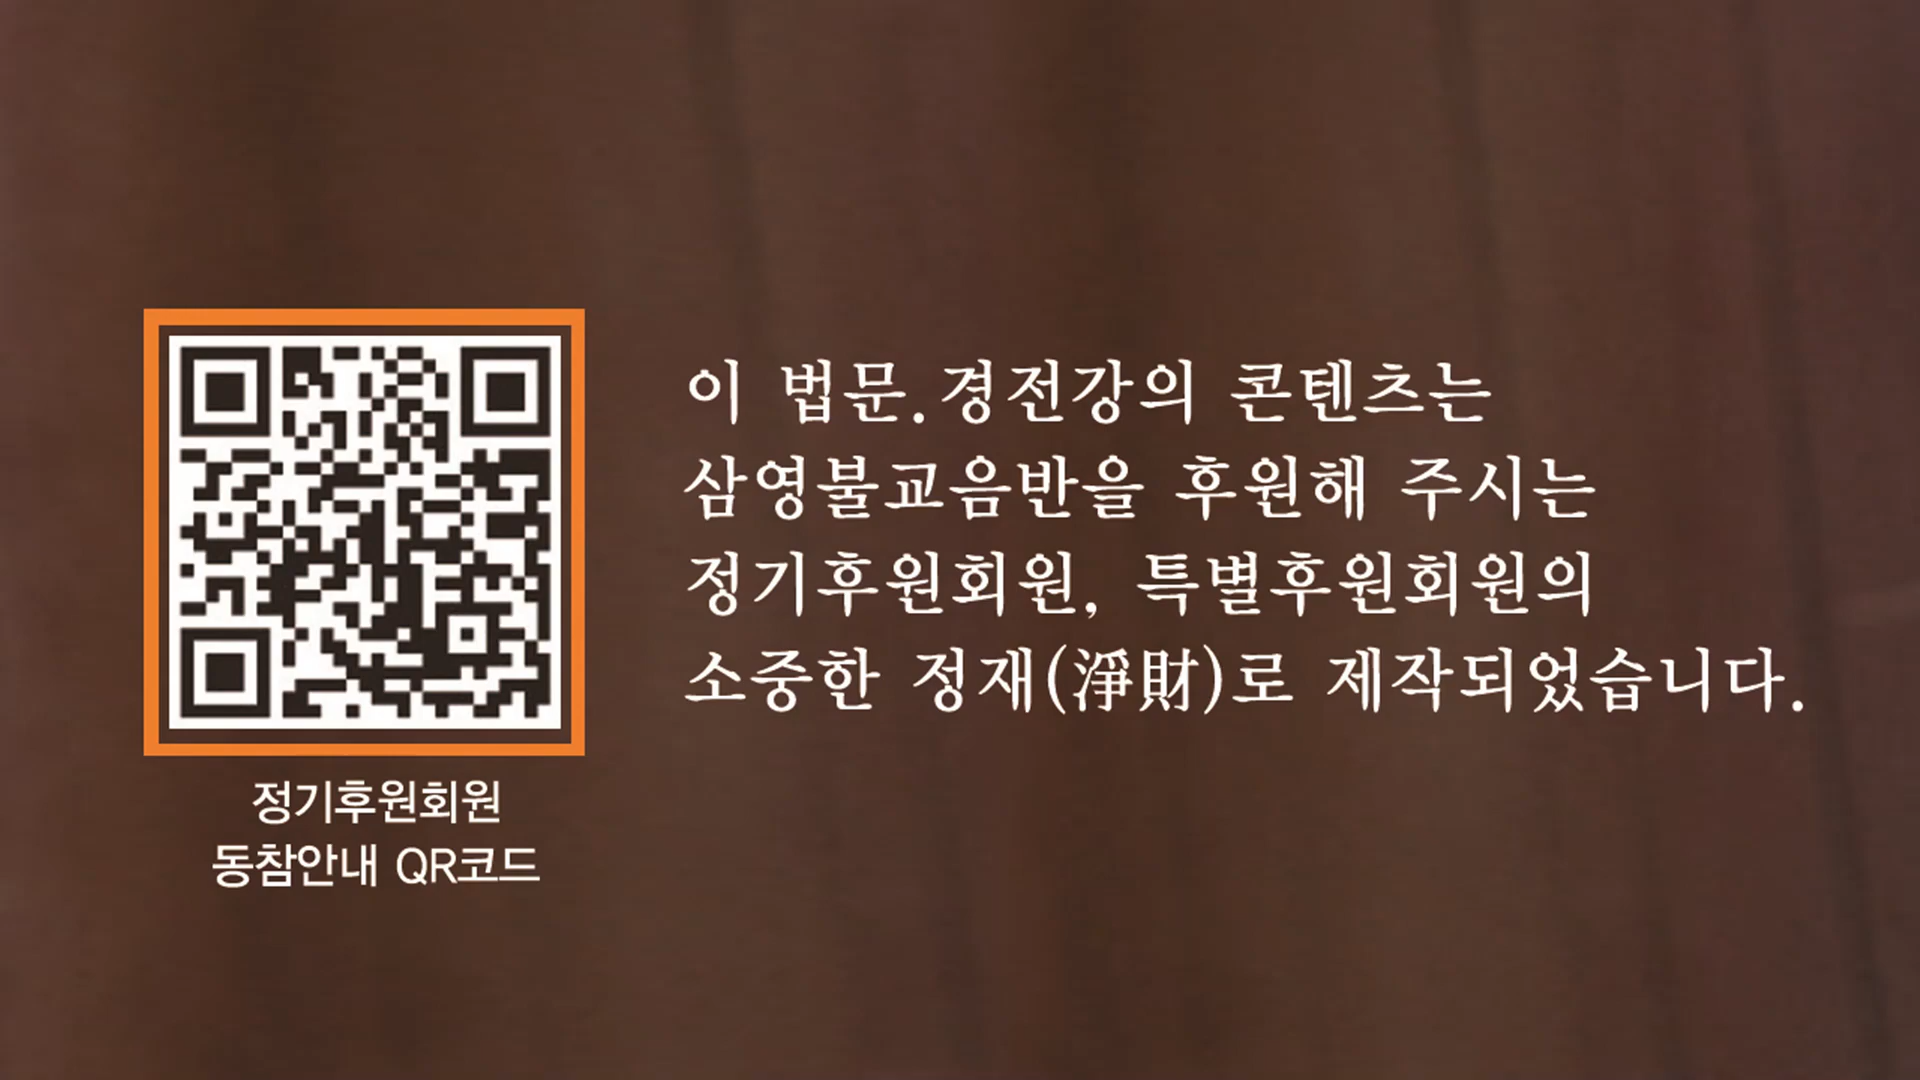 이 법문.경전강의 콘텐츠는
삼영불교음반을 후원해 주시는
정기후원회원, 특별후원회원의
소중한 정재(淨財)로 제작되었습니다.
정기후원회원
동참안내 QR코드